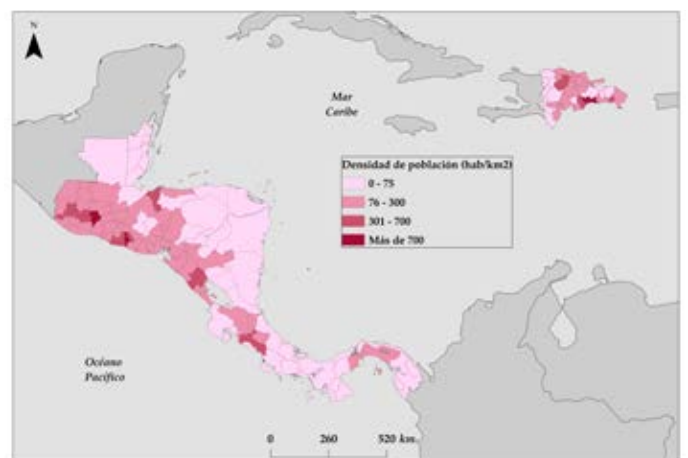 N
Mar
Caribe
Densidad de población (hab/km2)
0 - 75
76 - 300
301 - 700
Más de 700
Océano
Pacífico
0 260 520 km.